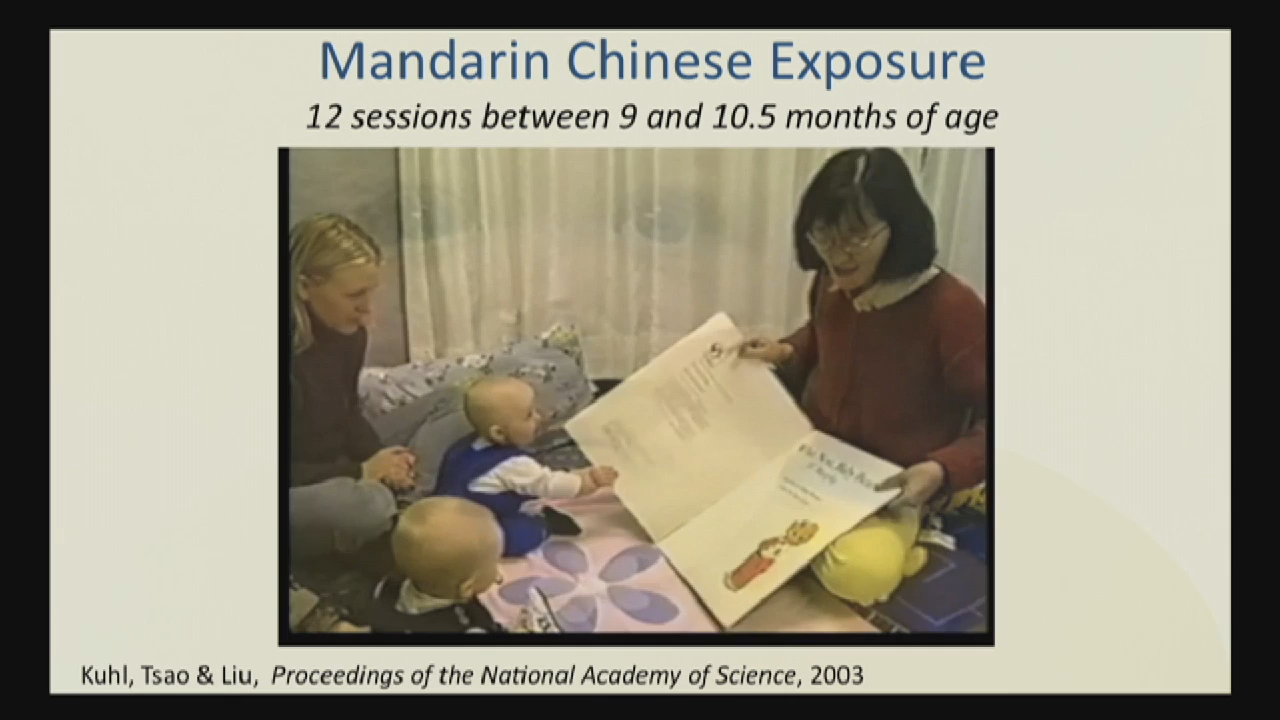 Mandarin Chinese Exposure
12 sessions between 9 and 10.5 months of age
Kuhl, Tsao & Liu, Proceedings of the National Academy of Science, 2003